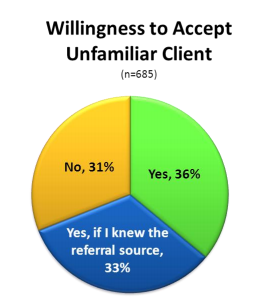 Willingness to Accept
Unfamiliar Client
(n=685)
No, 31%
Yes, 36%
Yes, if I knew the
referral source,
33%